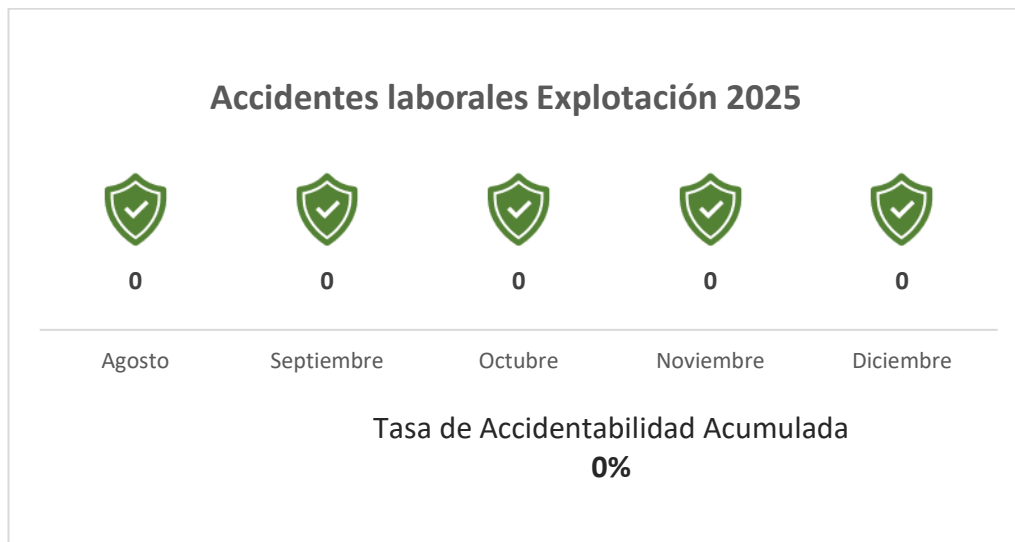 Accidentes laborales Explotación 2025
0 0 0 0 0
Agosto Septiembre Octubre Noviembre Diciembre
Tasa de Accidentabilidad Acumulada
0%